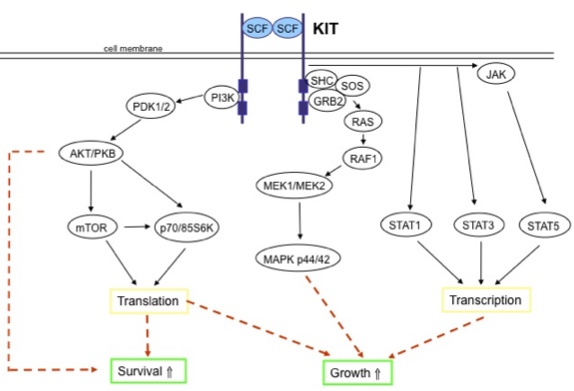 SCF SCF KIT
cell membrane
SHC SOS JAK
PI3K GRB2
PDK1/2
RAS
AKT/PKB RAF1
MEK1/MEK2
mTOR p70/85S6K STAT1 STAT3 STAT5
MAPK p44/42
Translation Transcription
Survival ⇑ Growth ⇑